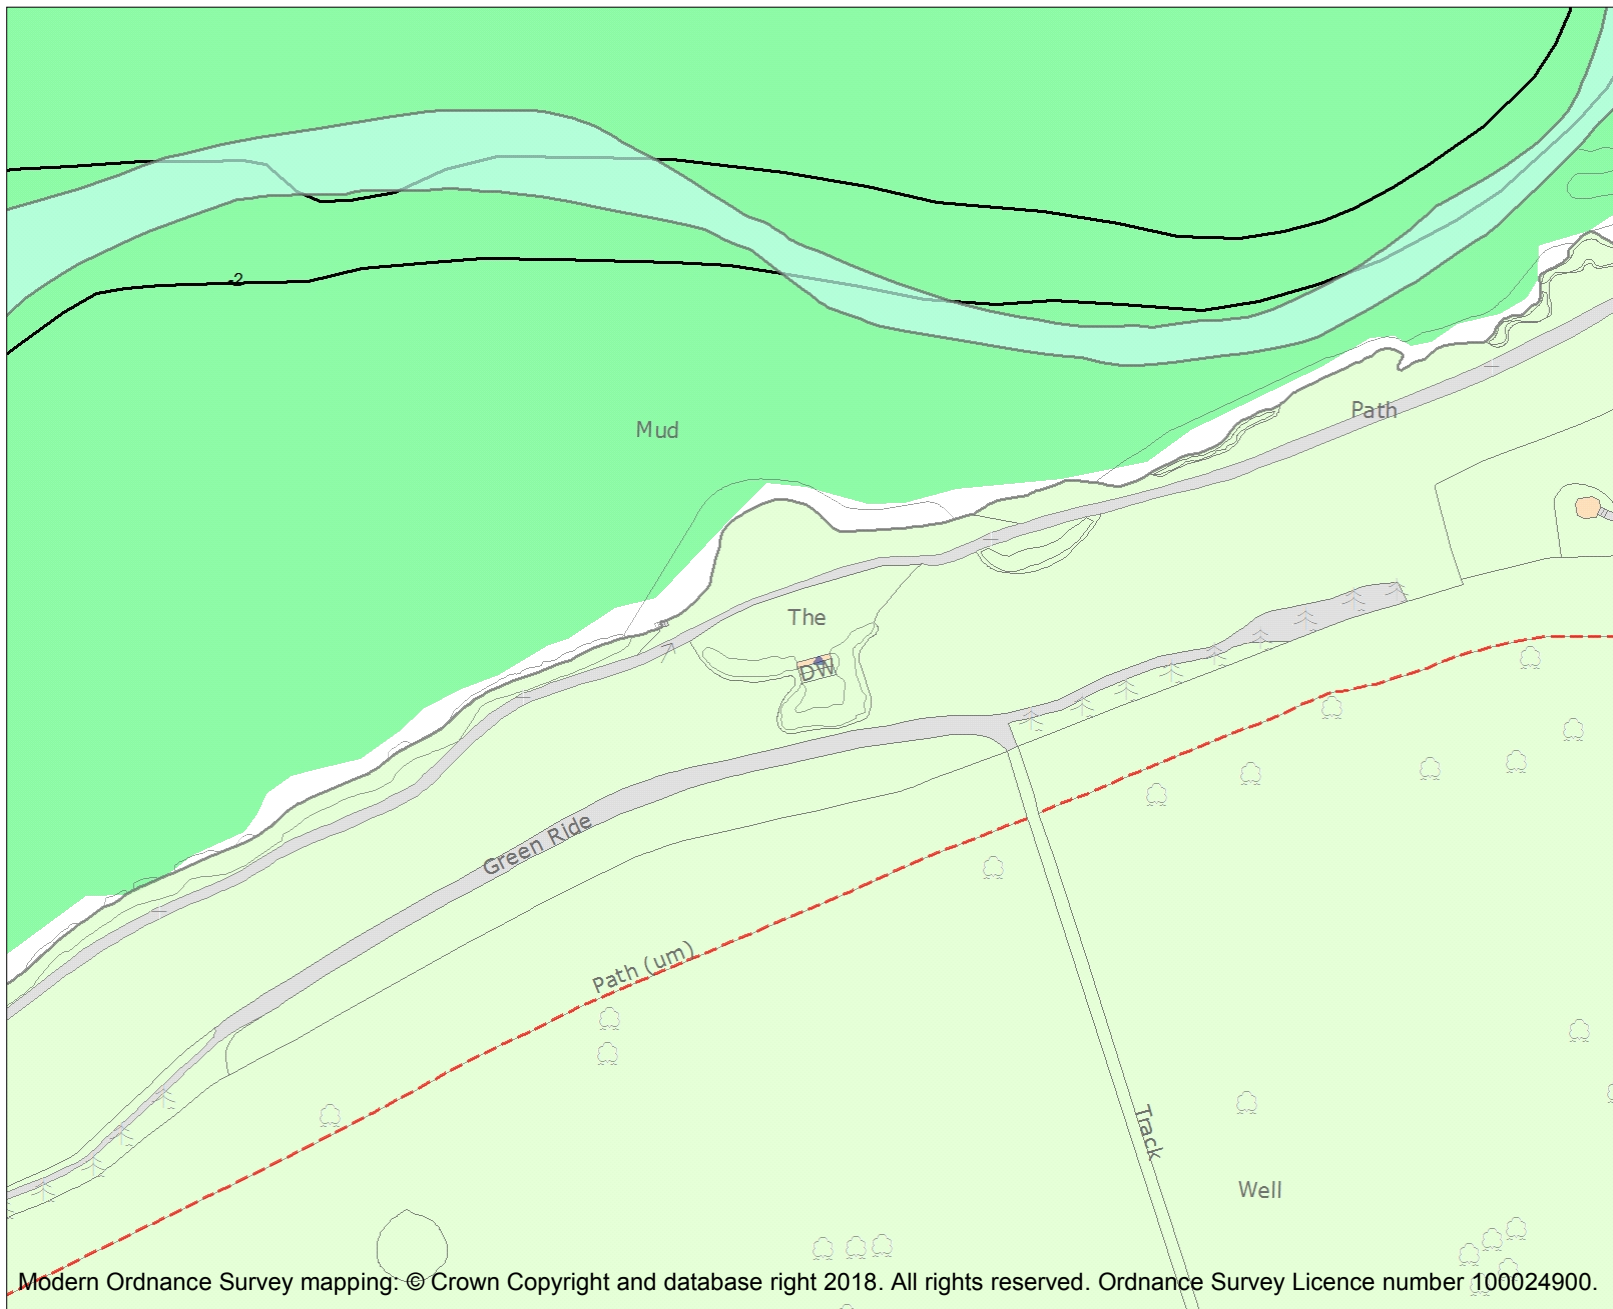 -2
Mud
Path
The
DW
Green Ride
Path (um)
Track
Well
Modern Ordnance Survey mapping: © Crown Copyright and database right 2018. All rights reserved. Ordnance Survey Licence number 100024900.